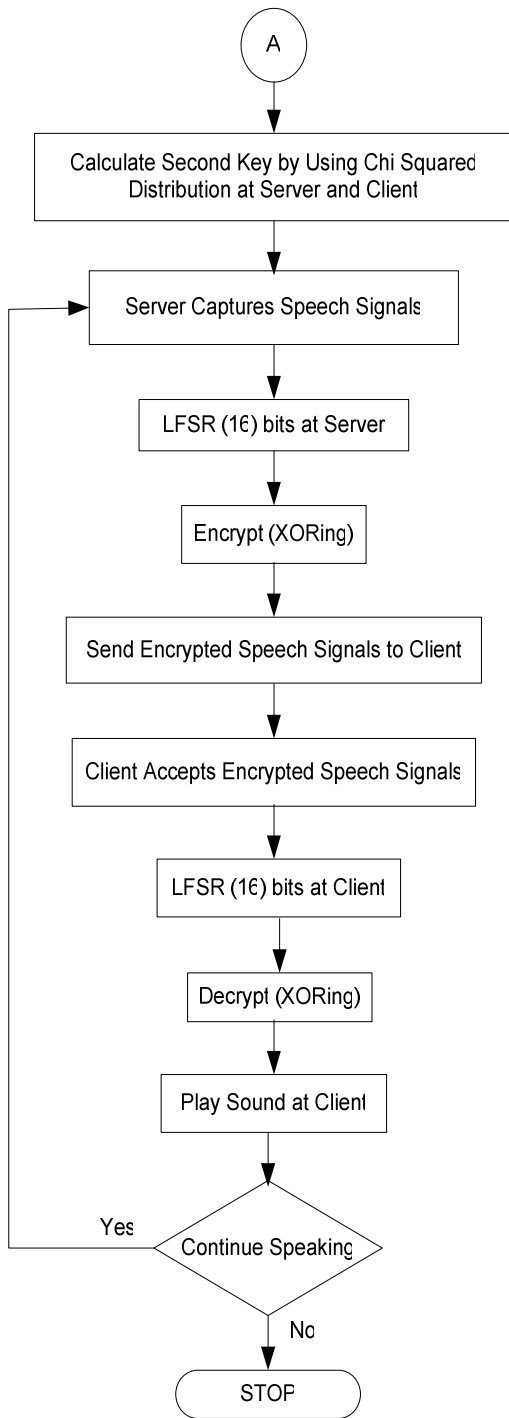 A
Calculate Second Key by Using Chi Squared
Distribution at Server and Client
Server Captures Speech Signals
LFSR (16) bits at Server
Encrypt (XORing)
Send Encrypted Speech Signals to Client
Client Accepts Encrypted Speech Signals
LFSR (16) bits at Client
Decrypt (XORing)
Play Sound at Client
Yes
Continue Speaking
No
STOP